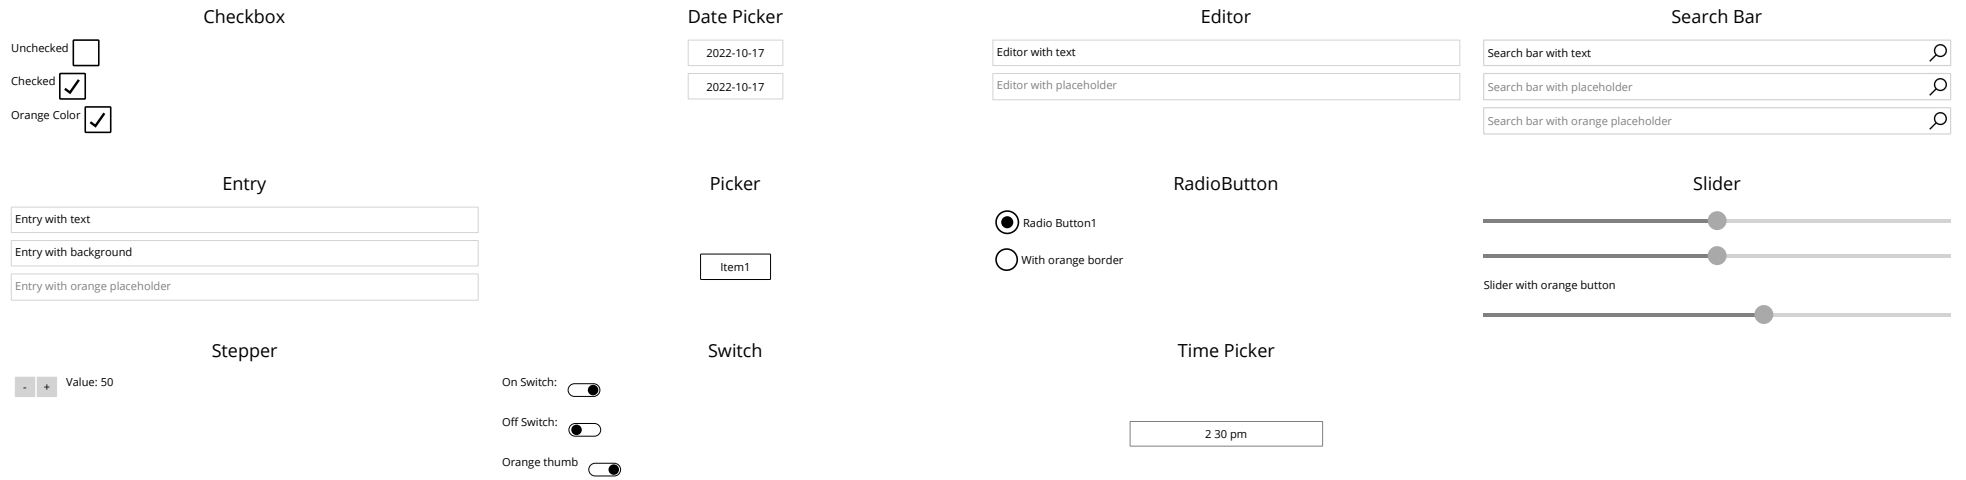 Checkbox
Unchecked
Checked
Orange Color
Date Picker
2022-10-17
2022-10-17
Editor
Editor with text
Editor with placeholder
Search Bar
Search bar with text
Search bar with placeholder
Search bar with orange placeholder
Entry
Entry with text
Entry with background
Entry with orange placeholder
Picker
Item1
RadioButton
Radio Button1
With orange border
Slider
Slider with orange button
Stepper
- + Value: 50
Switch
On Switch:
Off Switch:
Orange thumb
Time Picker
2 30 pm